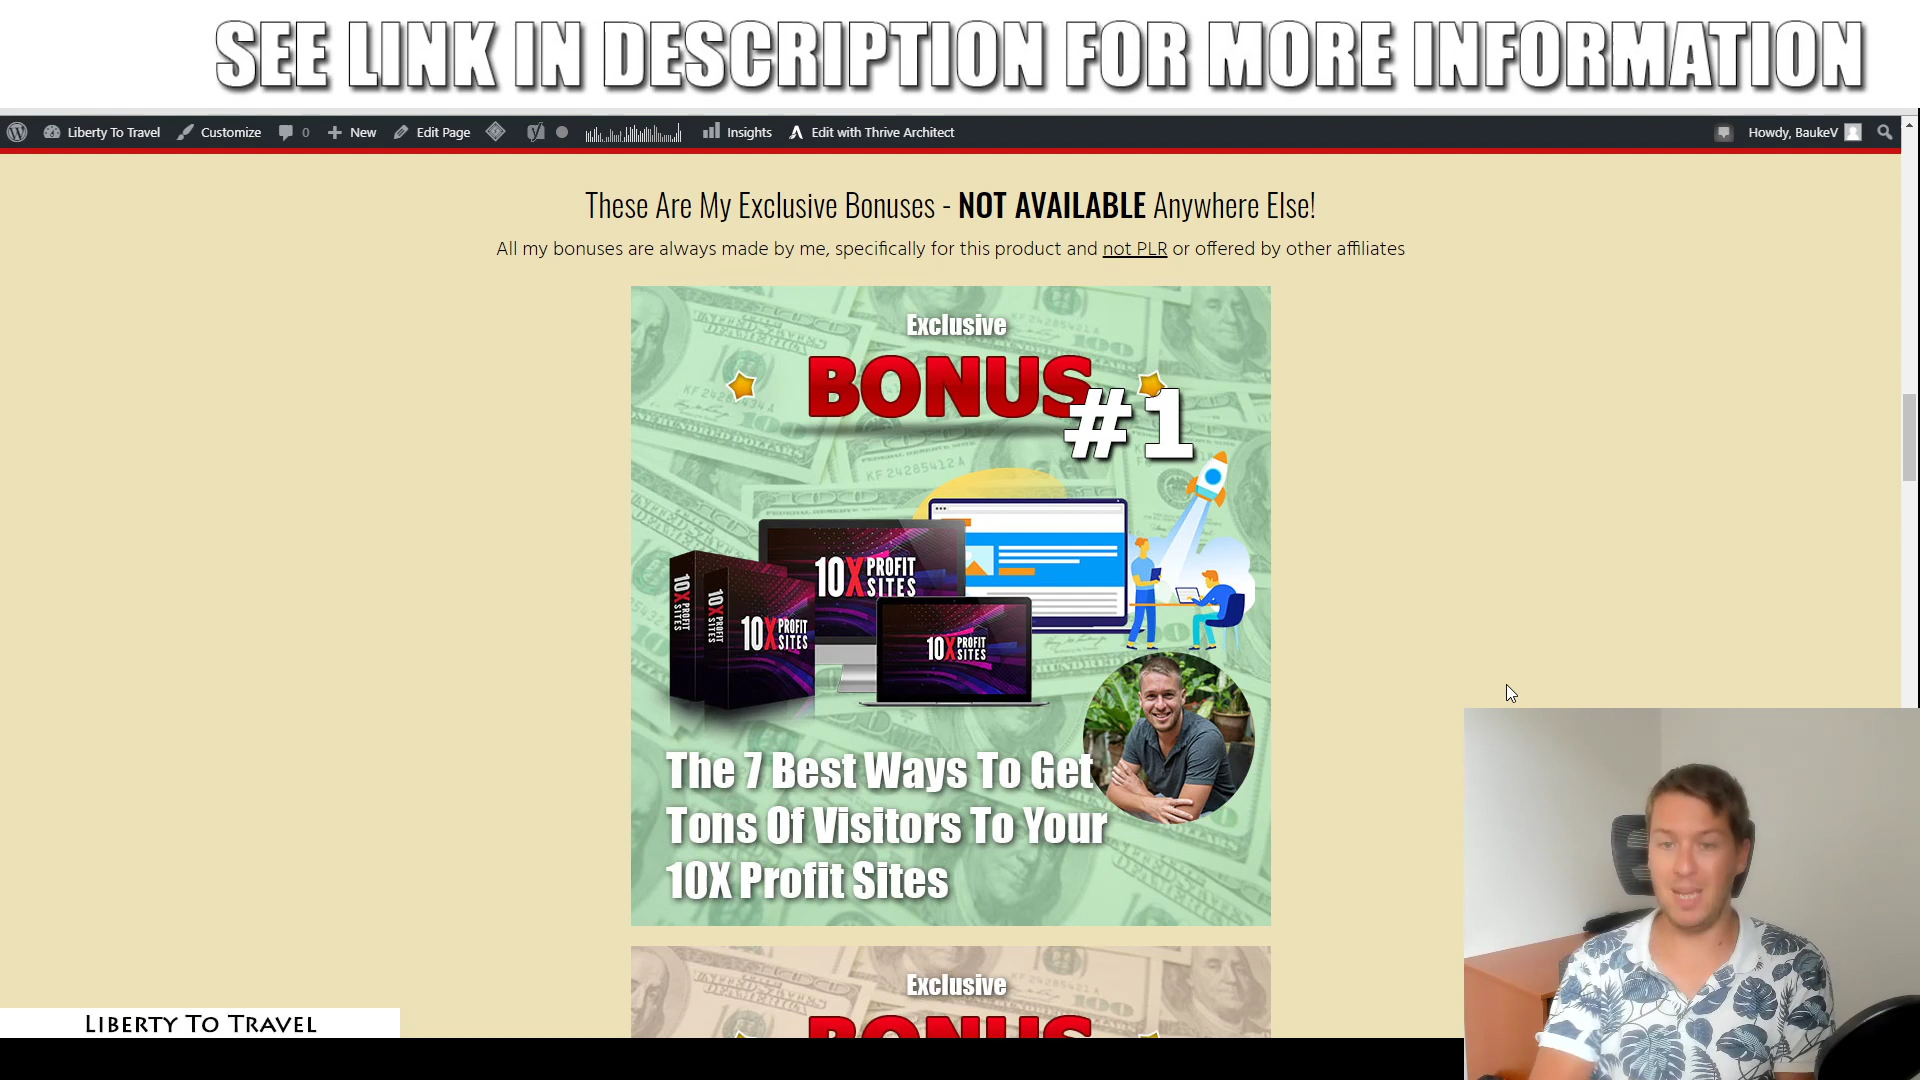 SEE LINK IN DESCRIPTION FOR MORE INFORMATION
Liberty To Travel Customize 0 New Edit Page Insights Edit with Thrive Architect Howdy, BaukeV
These Are My Exclusive Bonuses - NOT AVAILABLE Anywhere Else!
All my bonuses are always made by me, specifically for this product and not PLR or offered by other affiliates
Exclusive
BONUS
#1
10X PROFIT SITES
10X PROFIT SITES
10X PROFIT SITES
10X PROFIT SITES
10X PROFIT SITES
The 7 Best Ways To Get
Tons Of Visitors To Your
10X Profit Sites
Exclusive
BONUS
LIBERTY TO TRAVEL